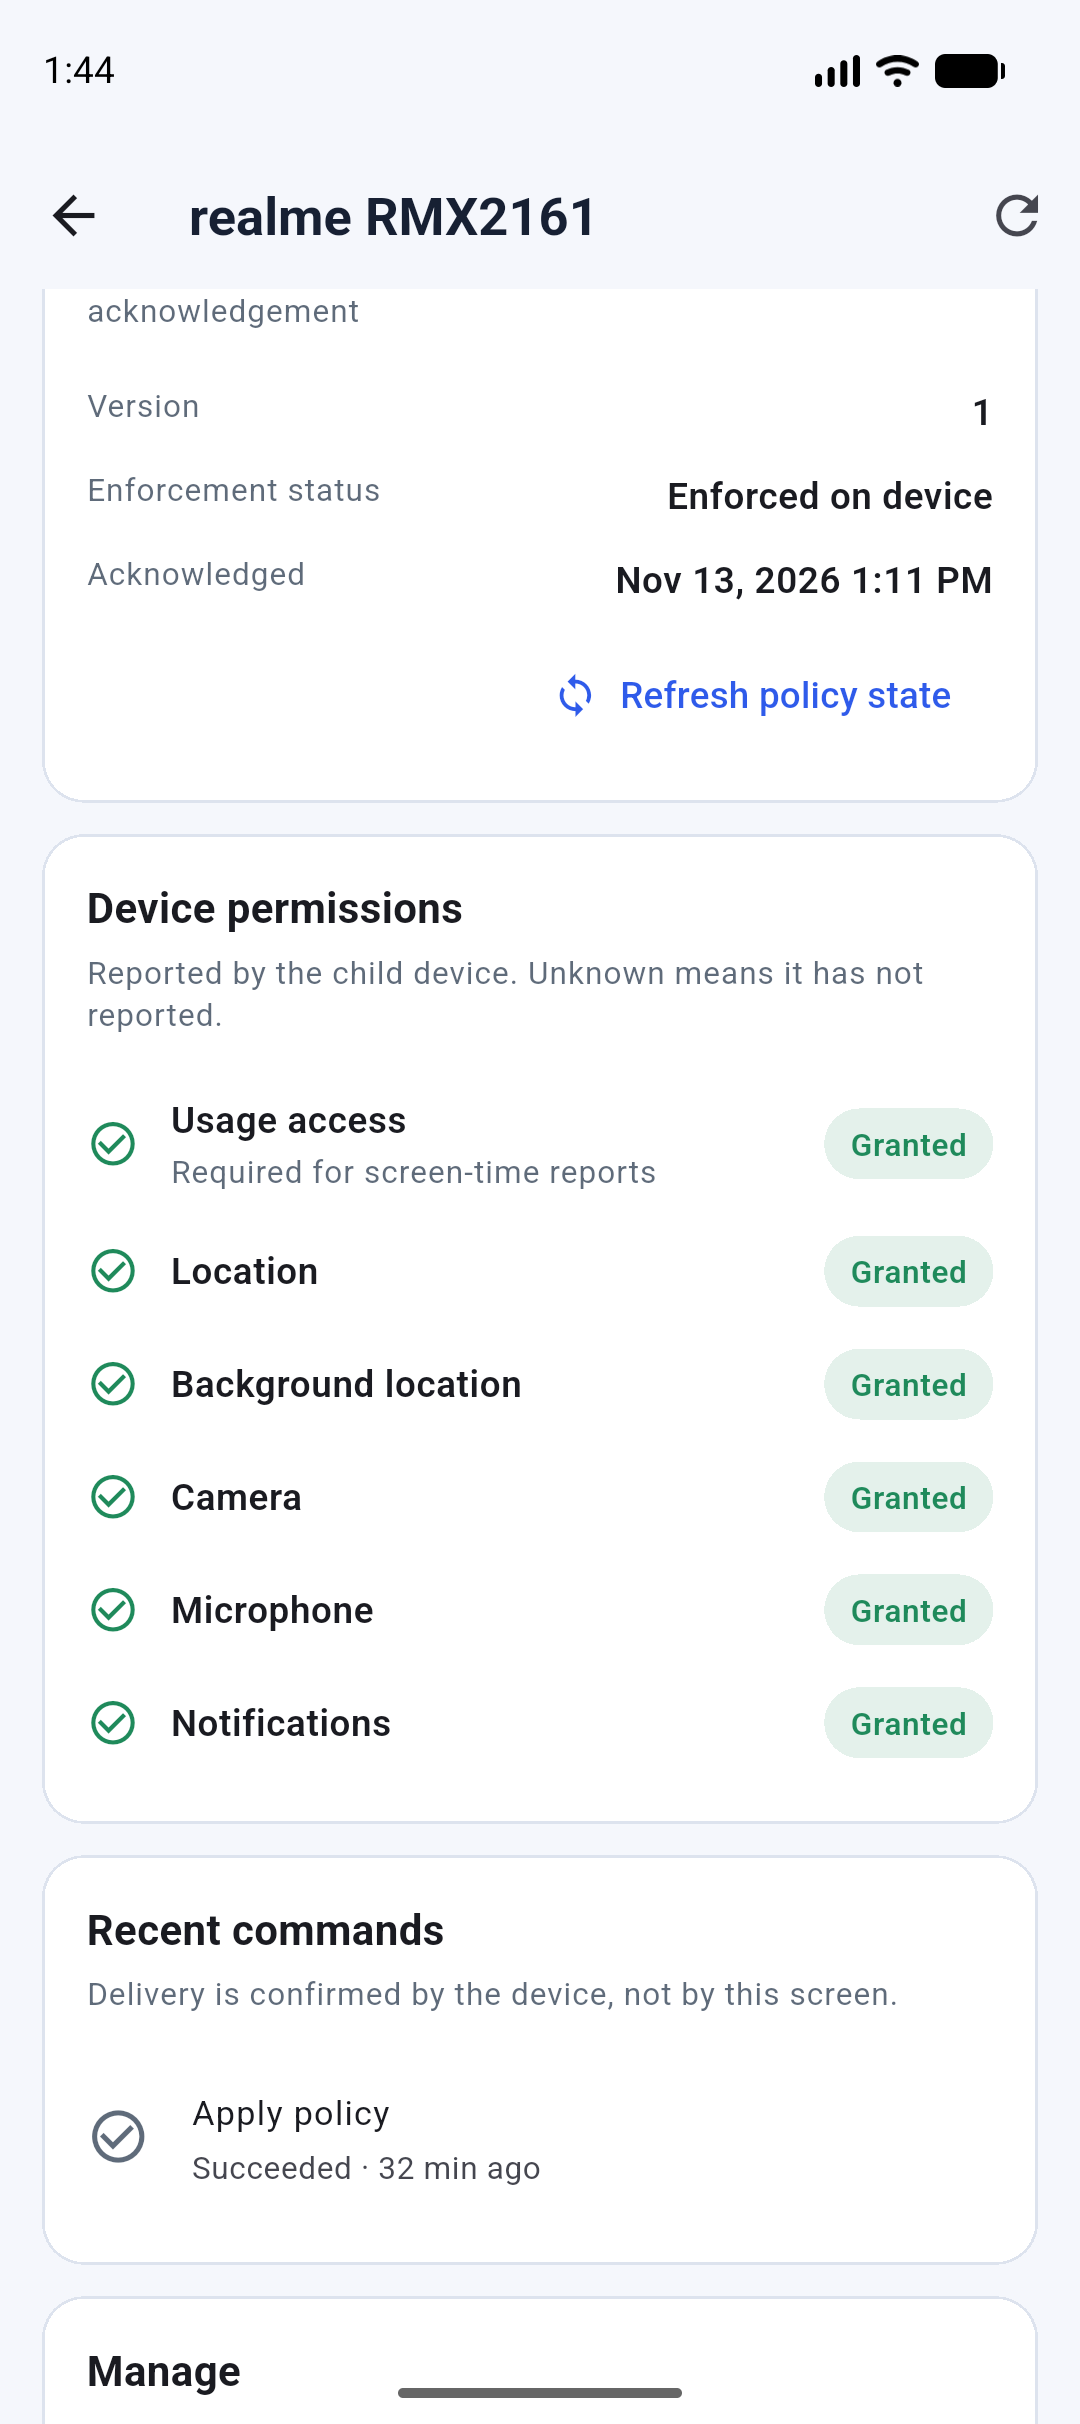 1:44
realme RMX2161
acknowledgement
Version 1
Enforcement status Enforced on device
Acknowledged Nov 13, 2026 1:11 PM
Refresh policy state
Device permissions
Reported by the child device. Unknown means it has not
reported.
Usage access
Required for screen-time reports
Granted
Location Granted
Background location Granted
Camera Granted
Microphone Granted
Notifications Granted
Recent commands
Delivery is confirmed by the device, not by this screen.
Apply policy
Succeeded · 32 min ago
Manage